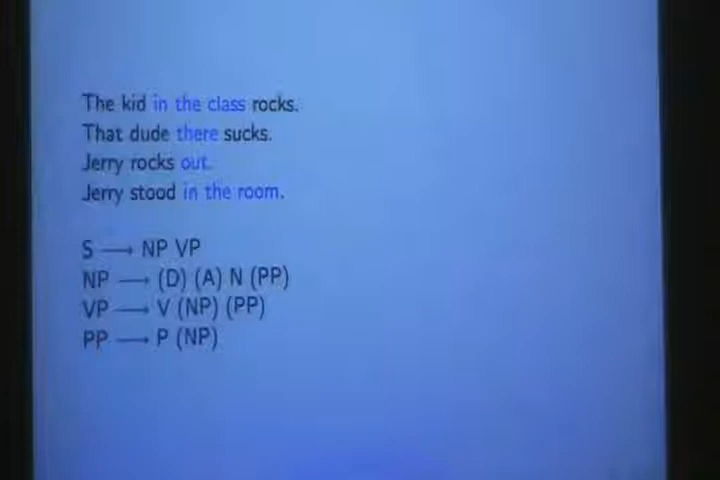 The kid in the class rocks.
That dude there sucks.
Jerry rocks out.
Jerry stood in the room.
S ⟶ NP VP
NP ⟶ (D) (A) N (PP)
VP ⟶ V (NP) (PP)
PP ⟶ P (NP)